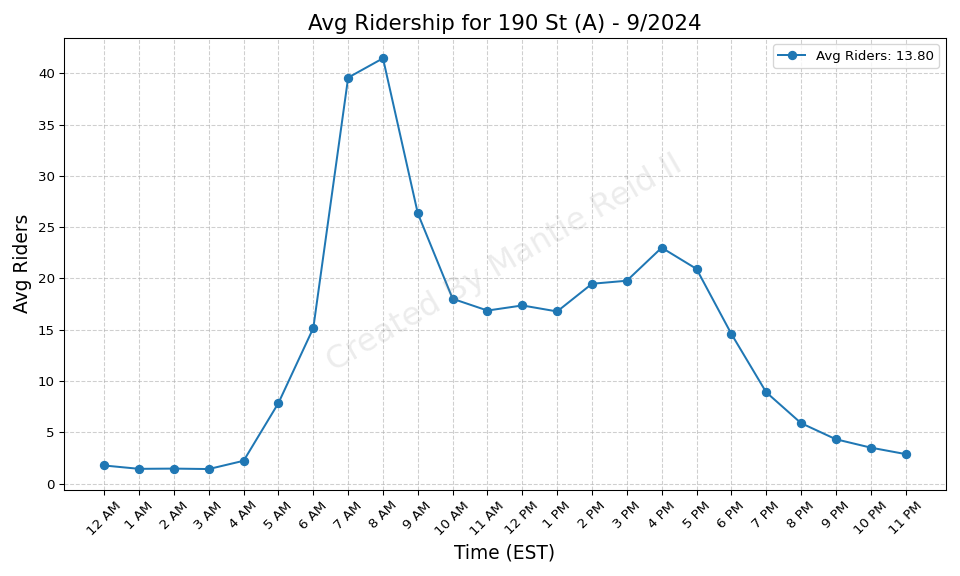 Avg Ridership for 190 St (A) - 9/2024
Avg Riders: 13.80
Avg Riders
40
35
30
25
20
15
10
5
0
Created By Mantie Reid II
12 AM
1 AM
2 AM
3 AM
4 AM
5 AM
6 AM
7 AM
8 AM
9 AM
10 AM
11 AM
12 PM
1 PM
2 PM
3 PM
4 PM
5 PM
6 PM
7 PM
8 PM
9 PM
10 PM
11 PM
Time (EST)